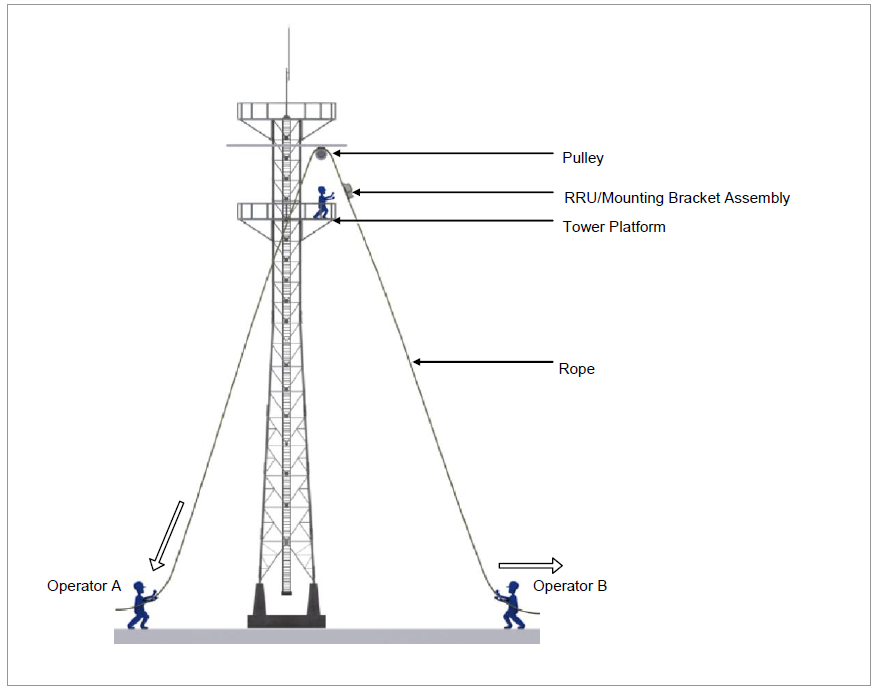 Pulley
RRU/Mounting Bracket Assembly
Tower Platform
Rope
Operator A
Operator B